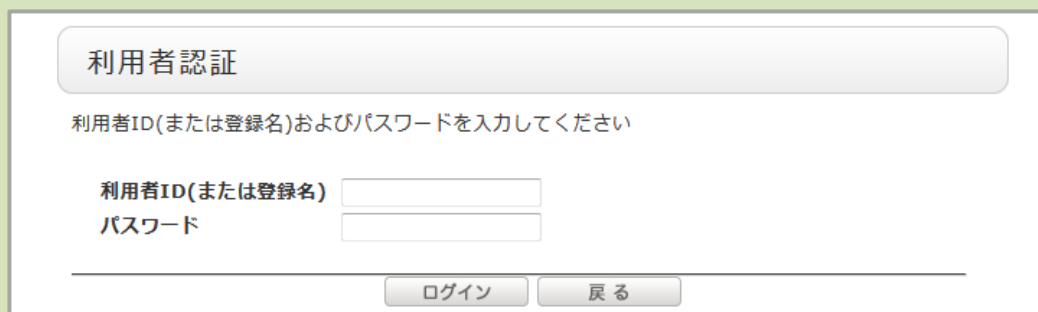 利用者認証
利用者ID(または登録名)およびパスワードを入力してください
利用者ID(または登録名)
パスワード
ログイン 戻る